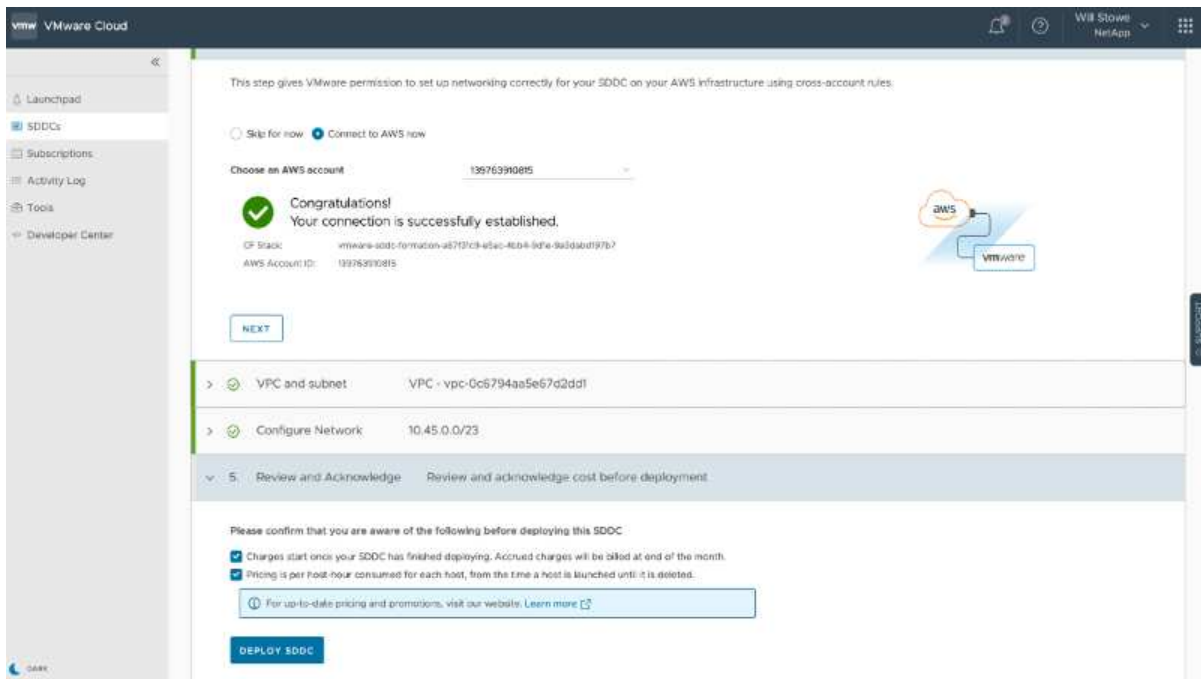 vmw VMware Cloud
Will Stowe
NetApp
Launchpad
SDDCs
Subscriptions
Activity Log
Tools
Developer Center
This step gives VMware permission to set up networking correctly for your SDDC on your AWS infrastructure using cross-account rules.
Skip for now Connect to AWS now
Choose an AWS account 139763910815
Congratulations!
Your connection is successfully established.
CF Stack:
AWS Account ID: 139763910815
aws
vmware
NEXT
SUPPORT
VPC and subnet VPC - vpc-0c6794aa5e67d2dd1
Configure Network 10.45.0.0/23
5. Review and Acknowledge Review and acknowledge cost before deployment
Please confirm that you are aware of the following before deploying this SDDC
Charges start once your SDDC has finished deploying. Accrued charges will be billed at end of the month.
Pricing is per host-hour consumed for each host, from the time a host is launched until it is deleted.
For up-to-date pricing and promotions, visit our website. Learn more
DEPLOY SDDC
DARK